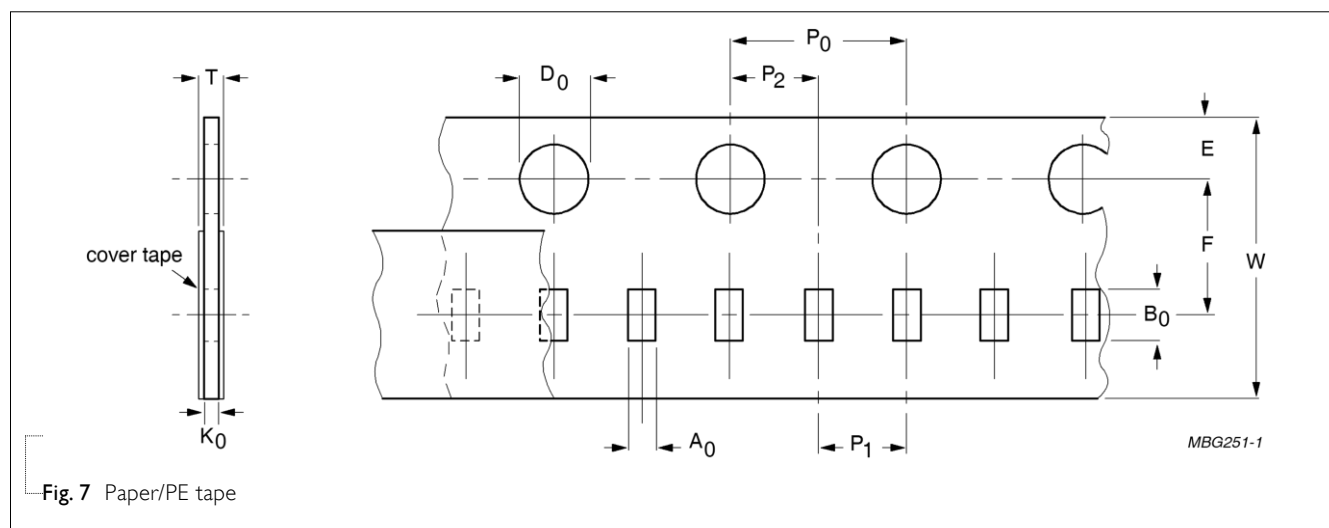 P0
T
D0
P2
E
F
W
cover tape
B0
K0
A0
P1
MBG251-1
Fig. 7 Paper/PE tape